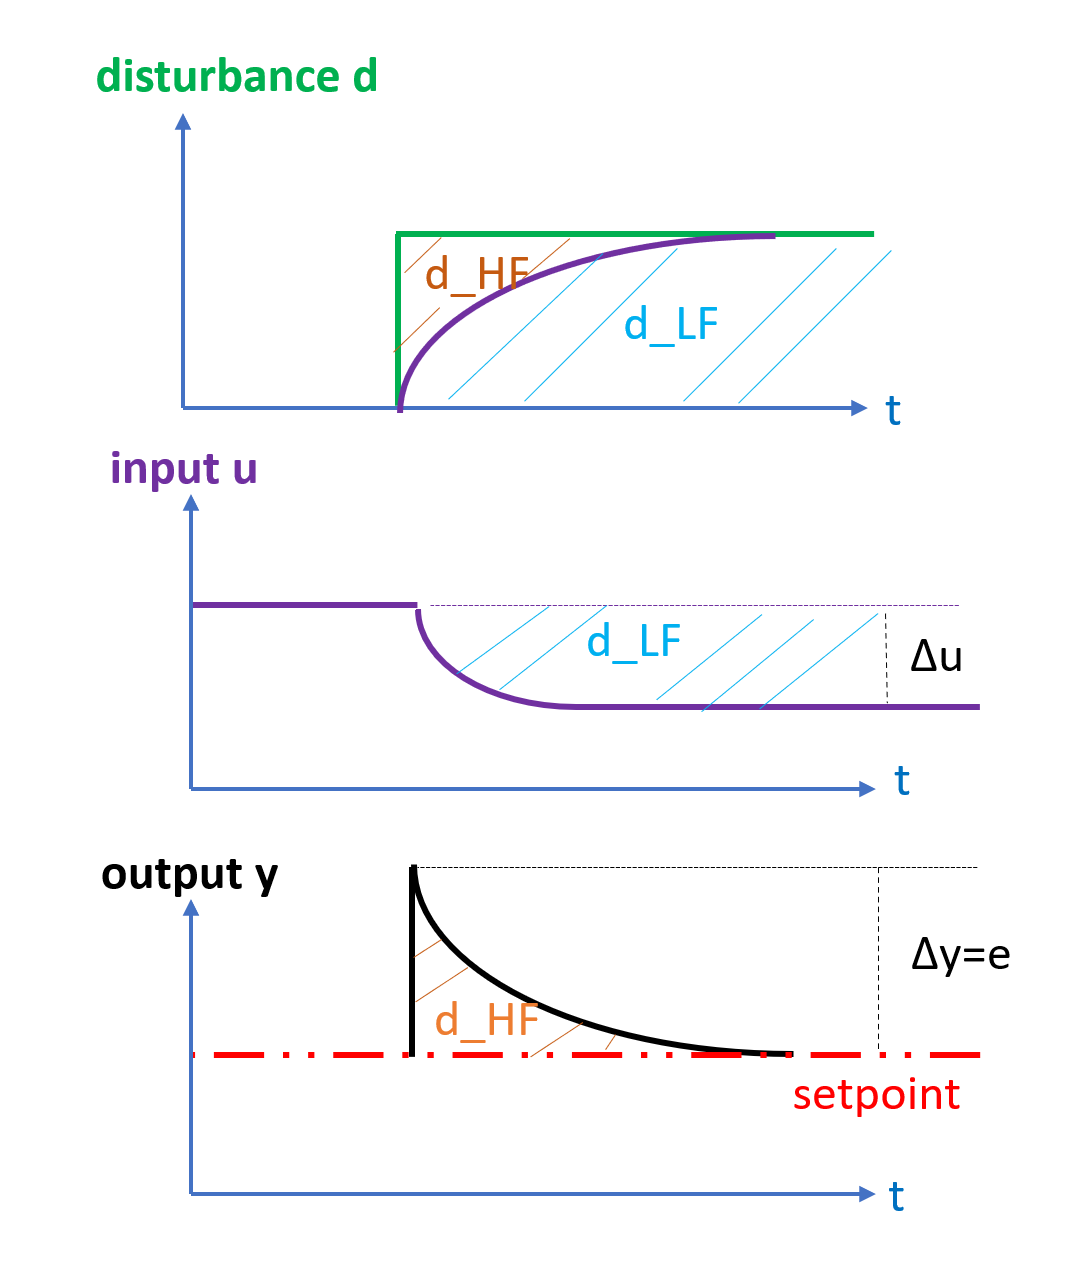 disturbance d
d_HF
d_LF
t
input u
d_LF
Δu
t
output y
Δy=e
d_HF
setpoint
t